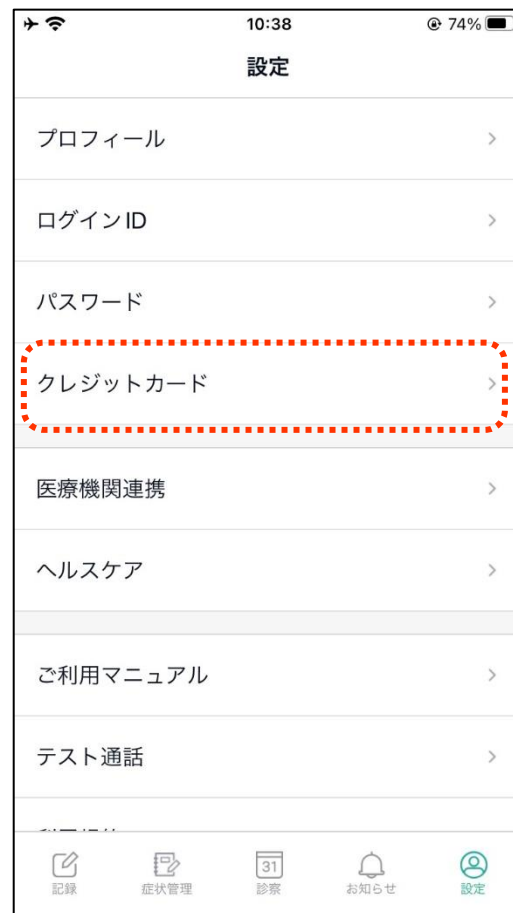 10:38
74%
設定
プロフィール
ログインID
パスワード
クレジットカード
医療機関連携
ヘルスケア
ご利用マニュアル
テスト通話
31
記録
症状管理
診察
お知らせ
設定